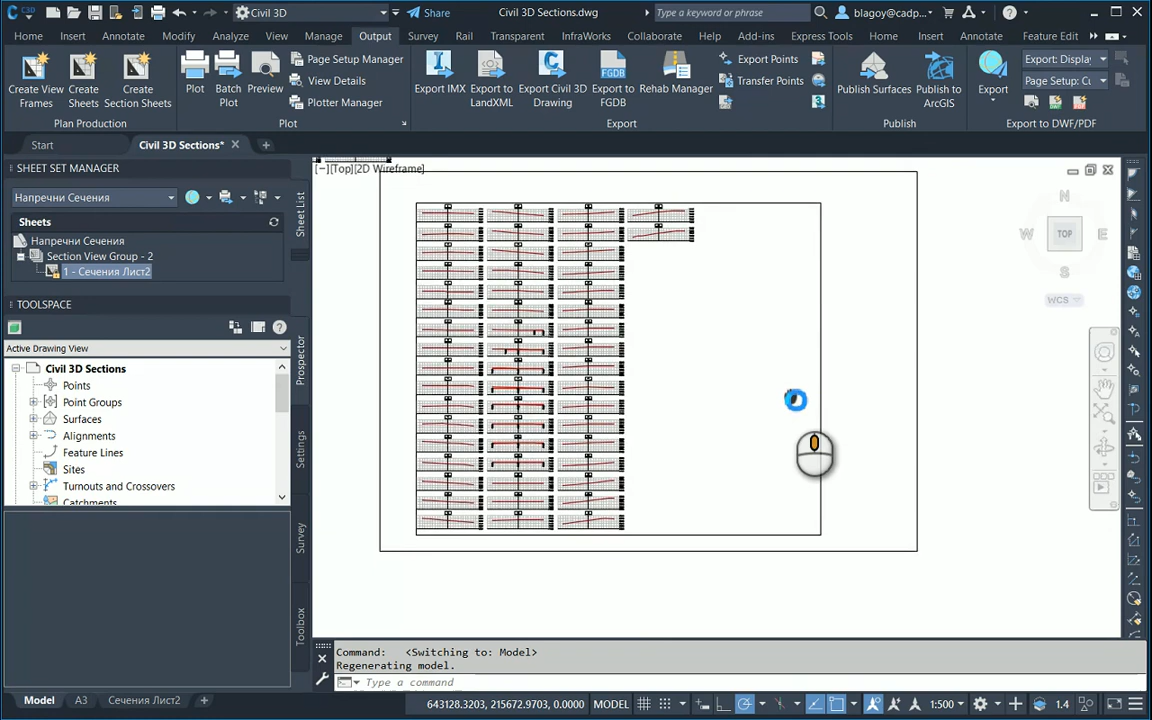 C3D
Civil 3D
Share
Civil 3D Sections.dwg
Type a keyword or phrase
blagoy@cadp...
Home Insert Annotate Modify Analyze View Manage Output Survey Rail Transparent InfraWorks Collaborate Help Add-ins Express Tools Home Insert Annotate Feature Edit
Create View Frames
Create Sheets
Create Section Sheets
Plan Production
Plot
Batch Plot
Preview
Page Setup Manager
View Details
Plotter Manager
Plot
Export IMX
Export to LandXML
Export Civil 3D Drawing
Export to FGDB
Rehab Manager
Export Points
Transfer Points
Export
Publish Surfaces
Publish to ArcGIS
Publish
Export
Export: Display
Page Setup: Cu
Export to DWF/PDF
Start
Civil 3D Sections*
SHEET SET MANAGER
Напречни Сечения
Sheets
Напречни Сечения
Section View Group - 2
1 - Сечения Лист2
Sheet List
TOOLSPACE
Active Drawing View
Civil 3D Sections
Points
Point Groups
Surfaces
Alignments
Feature Lines
Sites
Turnouts and Crossovers
Catchments
Prospector
Settings
Survey
Toolbox
[−][Top][2D Wireframe]
N
W
TOP
E
S
WCS
Command: <Switching to: Model>
Regenerating model.
Type a command
Model
A3
Сечения Лист2
643128.3203, 215672.9703, 0.0000
MODEL
1:500
1.4